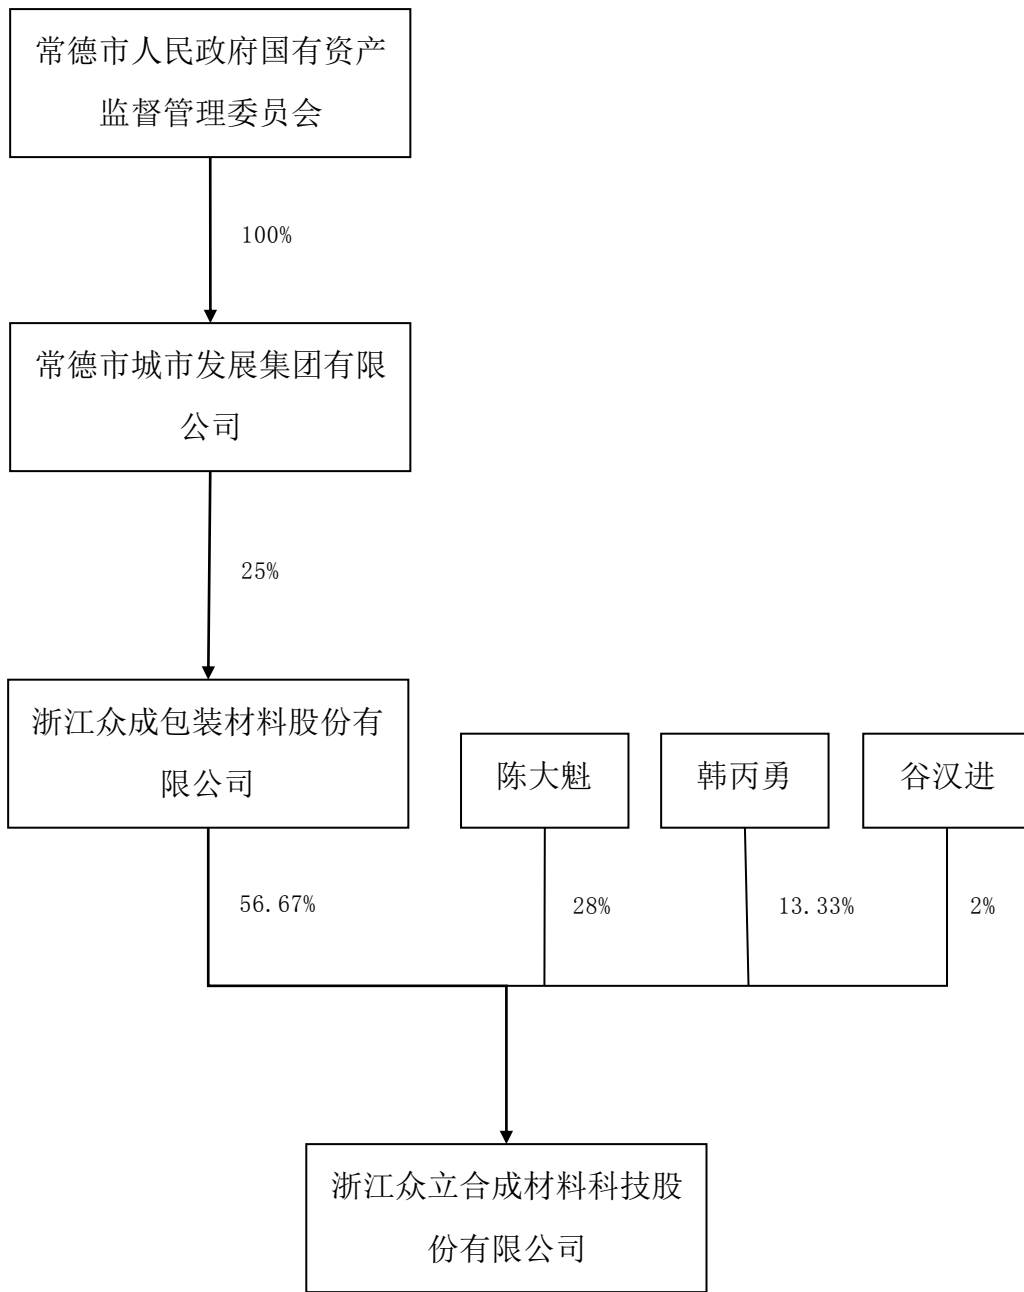 常德市人民政府国有资产
监督管理委员会
100%
常德市城市发展集团有限
公司
25%
浙江众成包装材料股份有
限公司
陈大魁
韩丙勇
谷汉进
56.67%
28%
13.33%
2%
浙江众立合成材料科技股
份有限公司